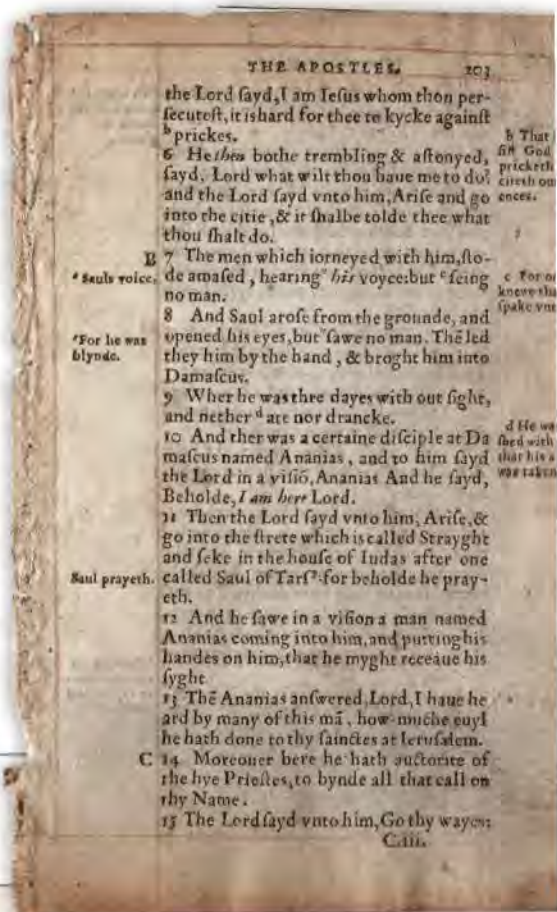 THE APOSTLES. 203
the Lord ſayd, I am Ieſus whom thou per-
ſecuteſt, it is hard for thee to kycke againſt
b prickes.
6 He then bothe trembling & aſtonyed,
ſayd, Lord what wilt thou haue me to do?
and the Lord ſayd vnto him, Ariſe and go
into the citie, & it ſhalbe tolde thee what
thou ſhalt do.
B 7 The men which iorneyed with him, ſto-
de amaſed, hearing " his voyce: but c ſeing
no man.
8 And Saul aroſe from the grounde, and
opened his eyes, but " ſawe no man. Thē led
they him by the hand, & broght him into
Damaſcus.
9 Wher he was thre dayes with out ſight,
and nether d ate nor drancke.
10 And ther was a certaine diſciple at Da
maſcus named Ananias, and to him ſayd
the Lord in a viſiō, Ananias And he ſayd,
Beholde, I am here Lord.
11 Then the Lord ſayd vnto him, Ariſe, &
go into the ſtrete which is called Strayght
and ſeke in the houſe of Iudas after one
called Saul of Tarſ: for beholde he pray-
eth.
12 And he ſawe in a viſion a man named
Ananias coming into him, and putting his
handes on him, that he myght receaue his
ſyght
13 Thē Ananias anſwered, Lord, I haue he
ard by many of this mā, how muche euyl
he hath done to thy ſainctes at Ieruſalem.
C 14 Moreouer here he hath auctorite of
the hye Prieſtes, to bynde all that call on
thy Name.
15 The Lord ſayd vnto him, Go thy wayes:
C.iii.
" Sauls voice.
" For he was
blynde.
Saul prayeth.
b That
God
pricketh
ences.
c For
knewe
ſpake
d He
with
that his
was taken